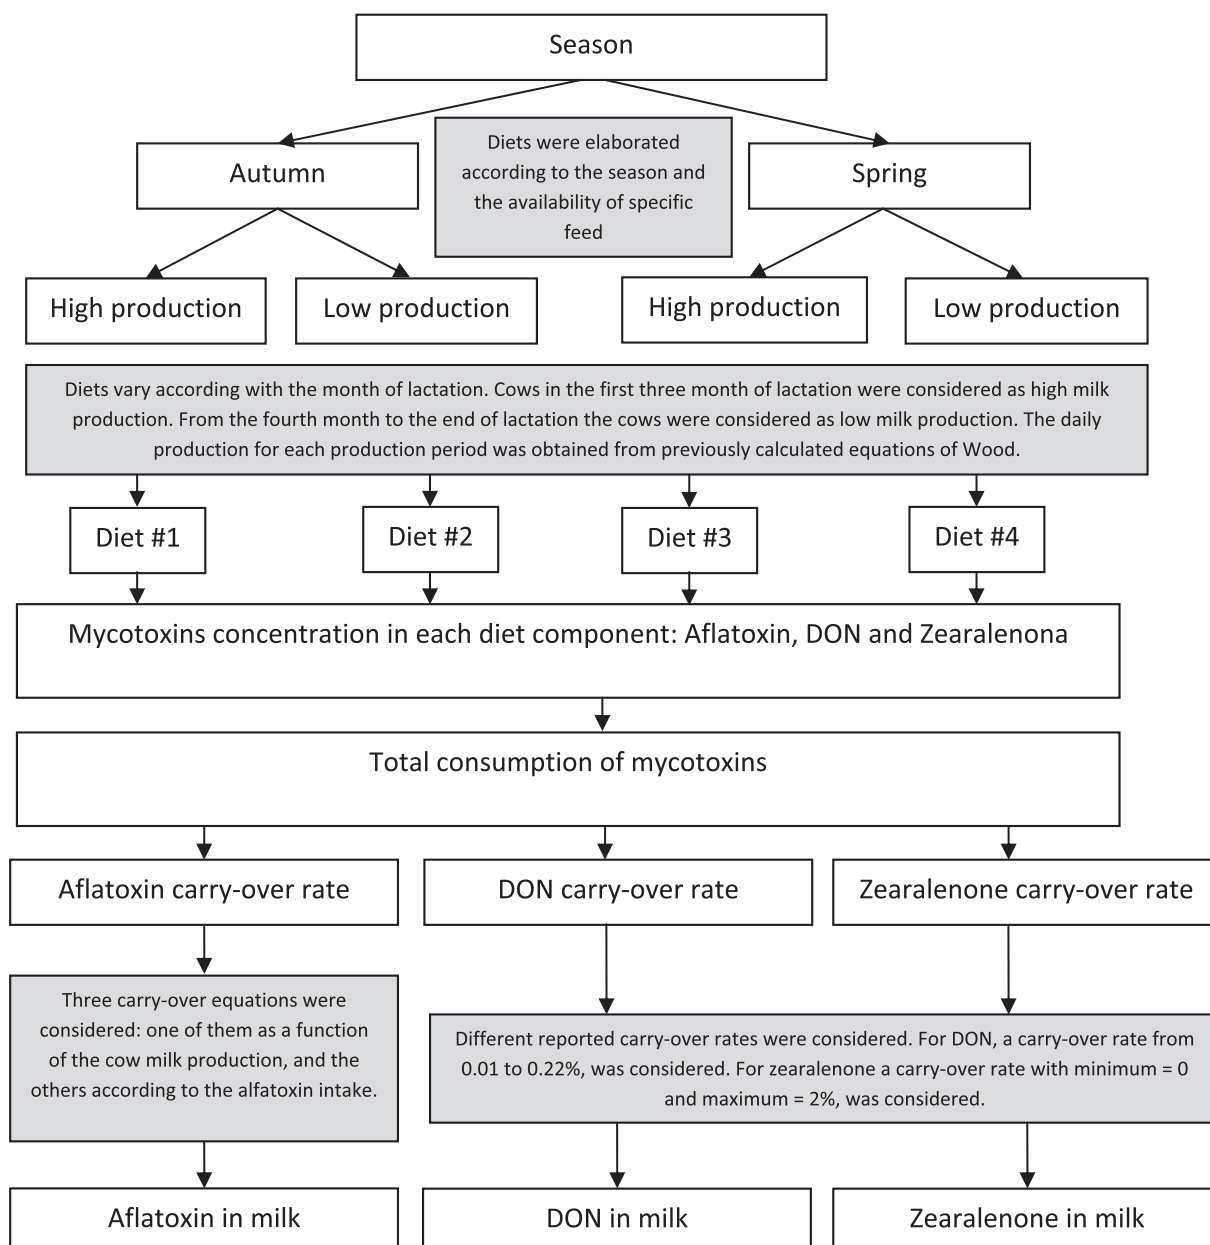 Season
Autumn
Diets were elaborated
according to the season and
the availability of specific
feed
Spring
High production
Low production
High production
Low production
Diets vary according with the month of lactation. Cows in the first three month of lactation were considered as high milk
production. From the fourth month to the end of lactation the cows were considered as low milk production. The daily
production for each production period was obtained from previously calculated equations of Wood.
Diet #1
Diet #2
Diet #3
Diet #4
Mycotoxins concentration in each diet component: Aflatoxin, DON and Zearalenona
Total consumption of mycotoxins
Aflatoxin carry-over rate
DON carry-over rate
Zearalenone carry-over rate
Three carry-over equations were
considered: one of them as a function
of the cow milk production, and the
others according to the alfatoxin intake.
Different reported carry-over rates were considered. For DON, a carry-over rate from
0.01 to 0.22%, was considered. For zearalenone a carry-over rate with minimum = 0
and maximum = 2%, was considered.
Aflatoxin in milk
DON in milk
Zearalenone in milk